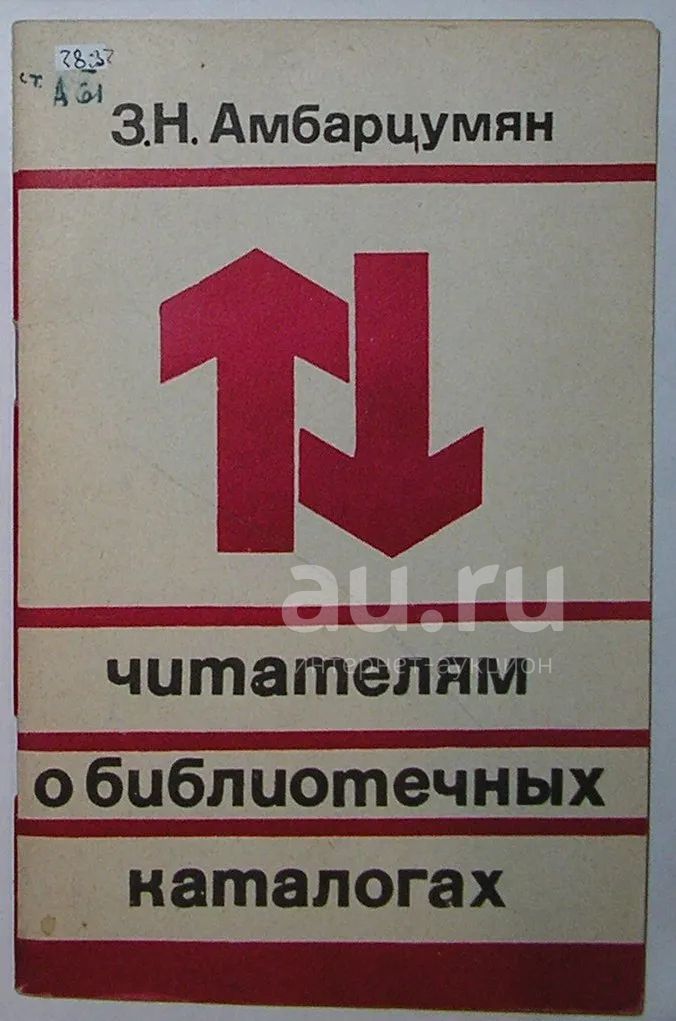 78.37
ст. А 61
З.Н. Амбарцумян
au.ru
интернет-аукцион
читателям
о библиотечных
каталогах